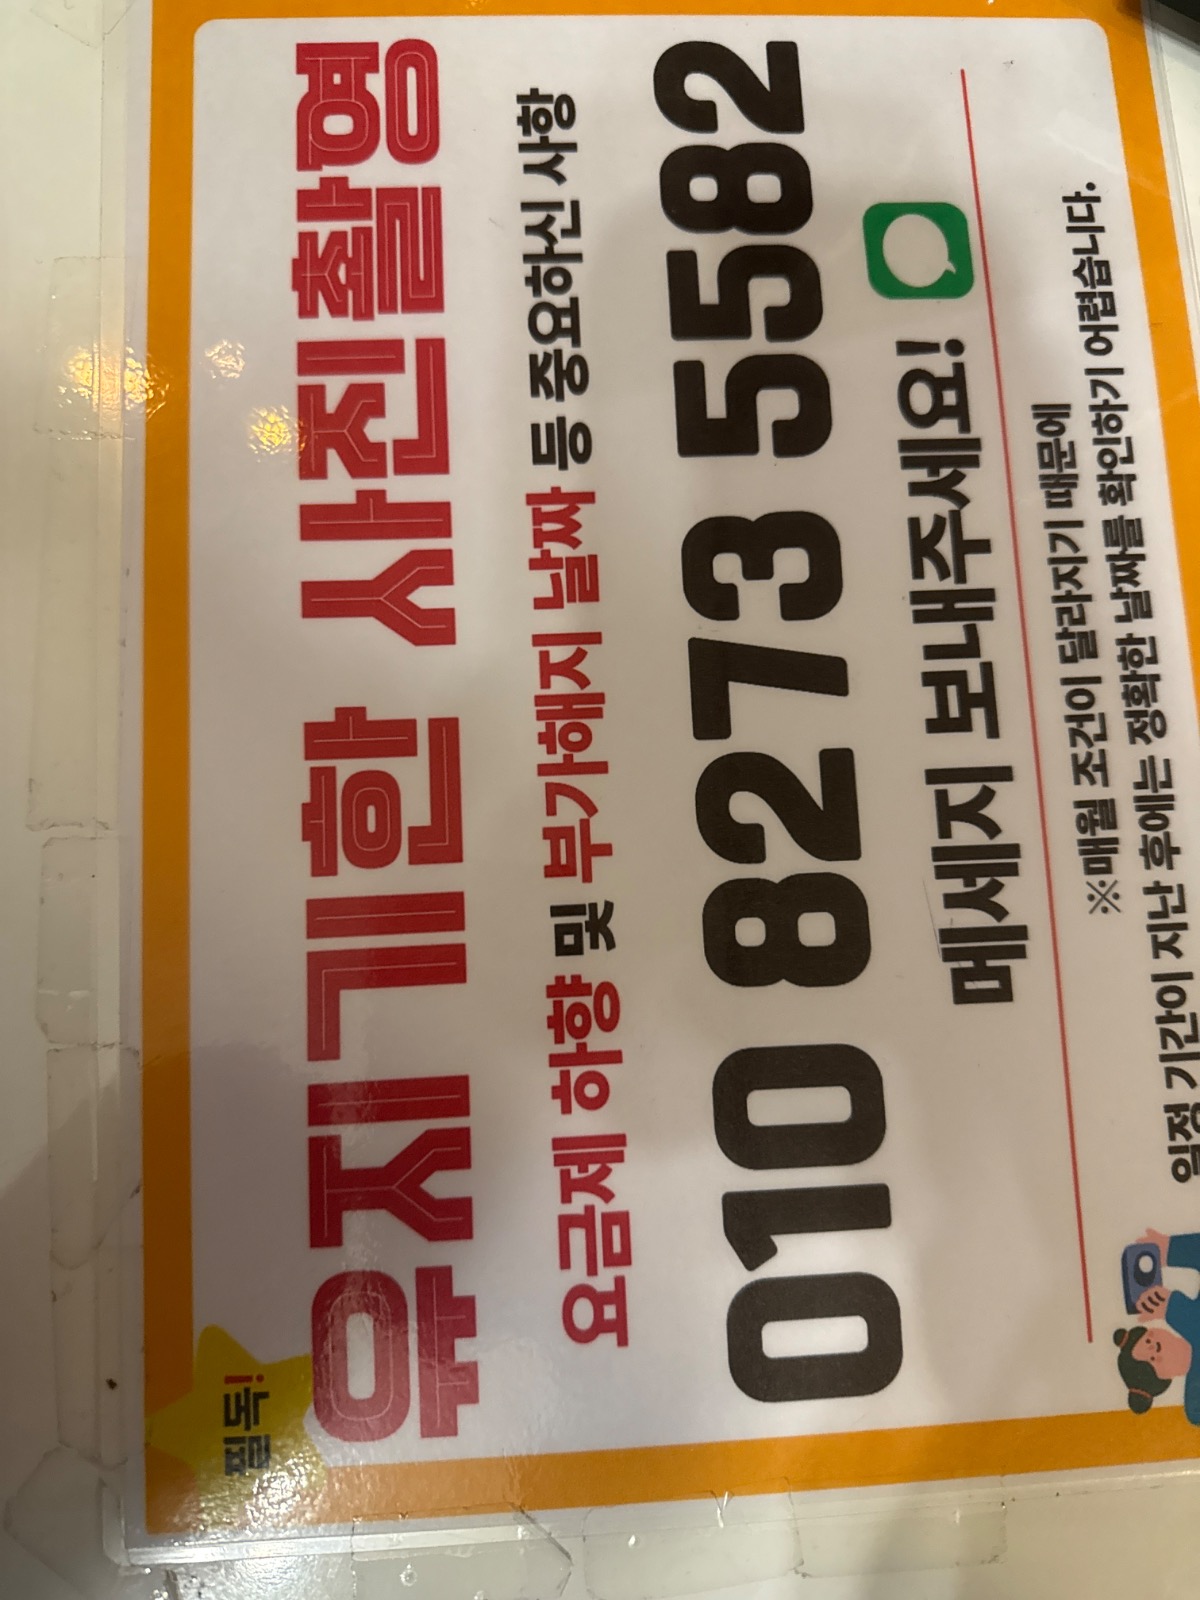 필독!
유지기한 사진촬영
요금제 하향 및 부가해지 날짜 등 중요하신 사항
010 8273 5582
메세지 보내주세요!
※매월 조건이 달라지기 때문에
일정 기간이 지난 후에는 정확한 날짜를 확인하기 어렵습니다.